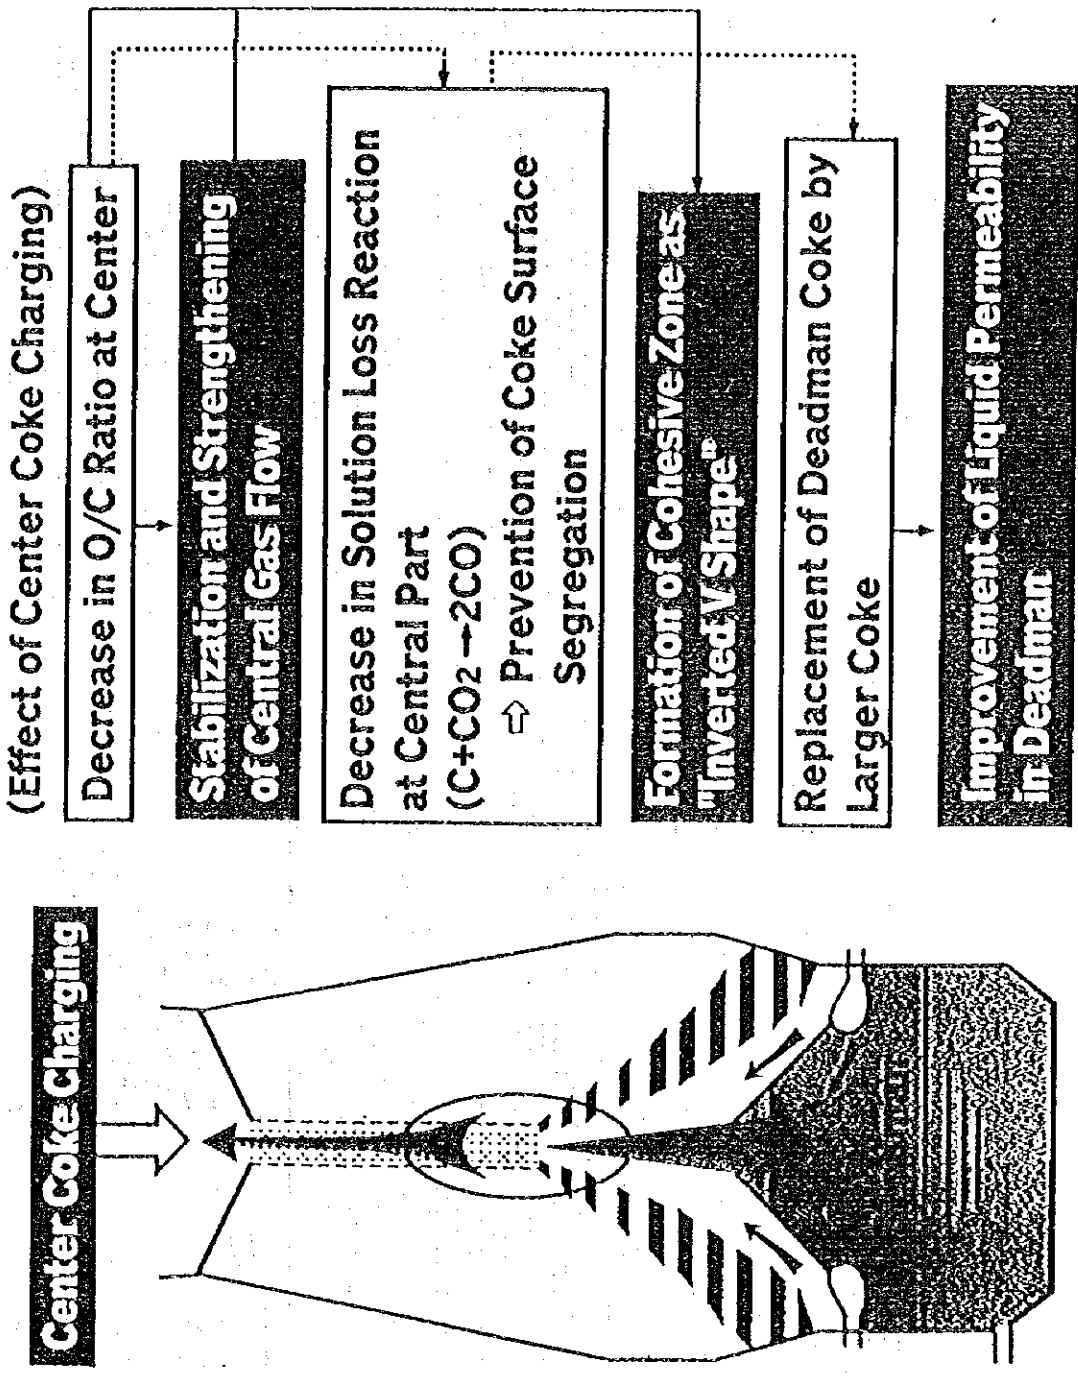 Center Coke Charging
(Effect of Center Coke Charging)
Decrease in O/C Ratio at Center
Stabilization and Strengthening
of Central Gas Flow
Decrease in Solution Loss Reaction
at Central Part
(C+CO2→2CO)
⇨ Prevention of Coke Surface
Segregation
Formation of Cohesive Zone as
"Inverted V Shape"
Replacement of Deadman Coke by
Larger Coke
Improvement of Liquid Permeability
in Deadman